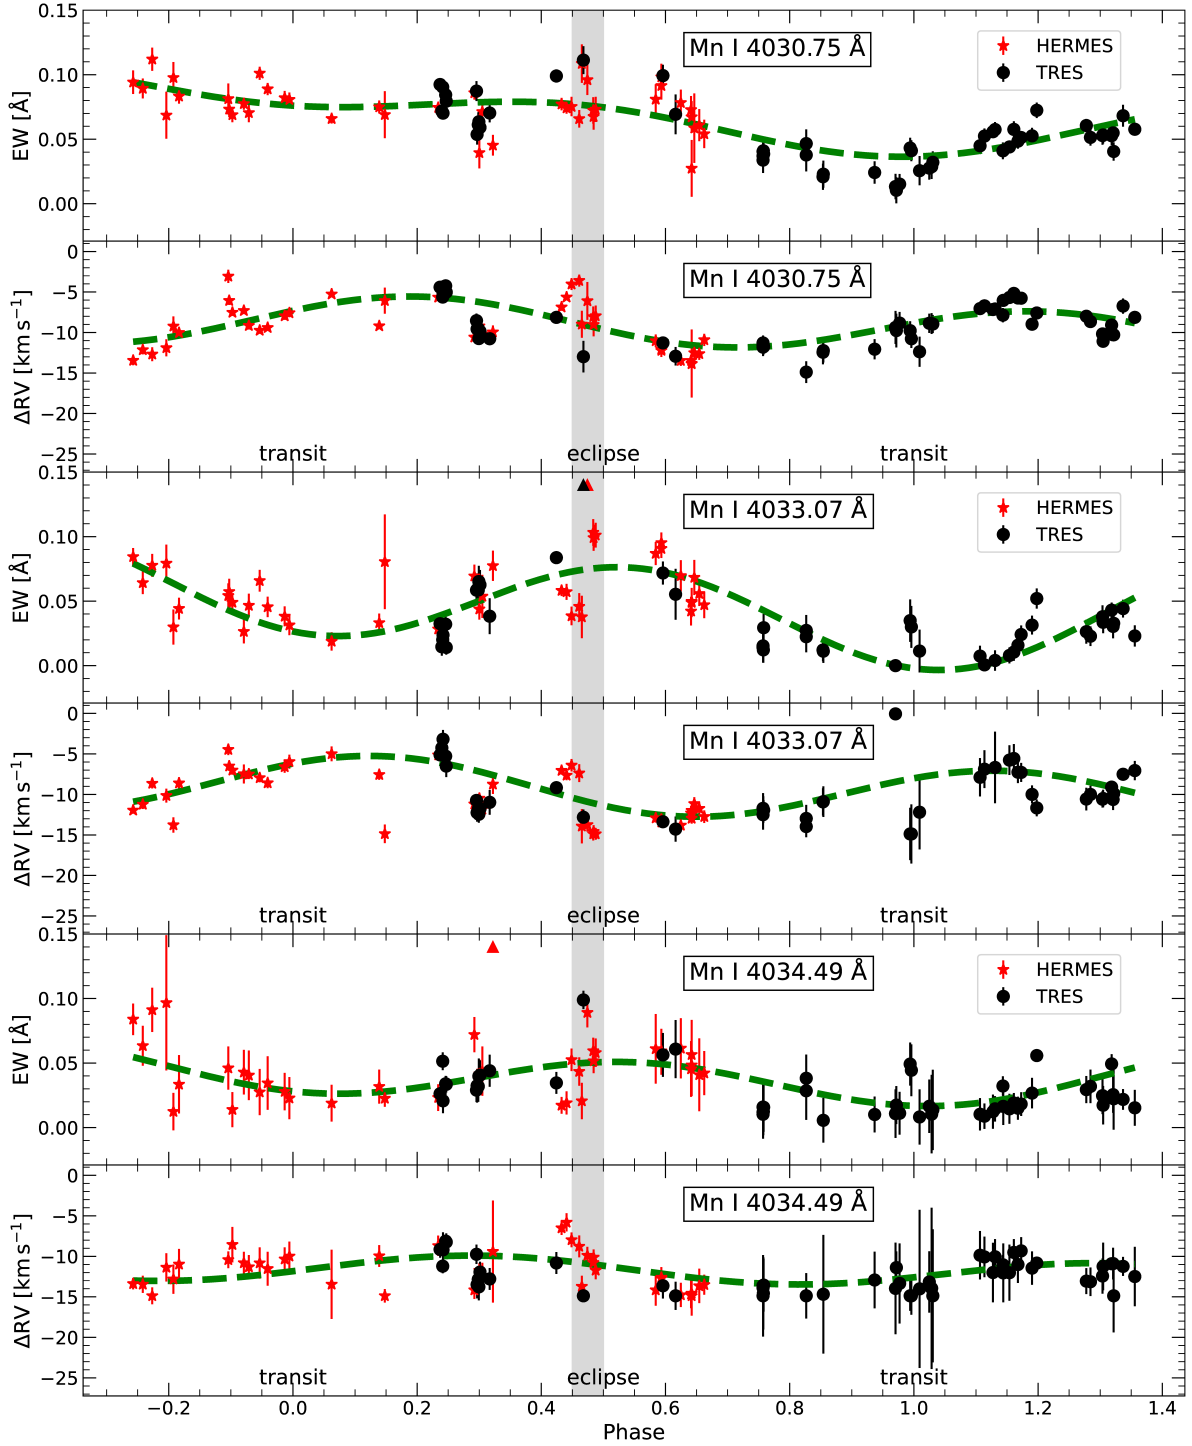 0.15
0.10
0.05
0.00
EW [Å]
Mn I 4030.75 Å
HERMES
TRES
0
−5
−10
−15
−20
−25
ΔRV [km s⁻¹]
Mn I 4030.75 Å
transit
eclipse
transit
0.15
0.10
0.05
0.00
EW [Å]
Mn I 4033.07 Å
HERMES
TRES
0
−5
−10
−15
−20
−25
ΔRV [km s⁻¹]
Mn I 4033.07 Å
transit
eclipse
transit
0.15
0.10
0.05
0.00
EW [Å]
Mn I 4034.49 Å
HERMES
TRES
0
−5
−10
−15
−20
−25
ΔRV [km s⁻¹]
Mn I 4034.49 Å
transit
eclipse
transit
−0.2 0.0 0.2 0.4 0.6 0.8 1.0 1.2 1.4
Phase